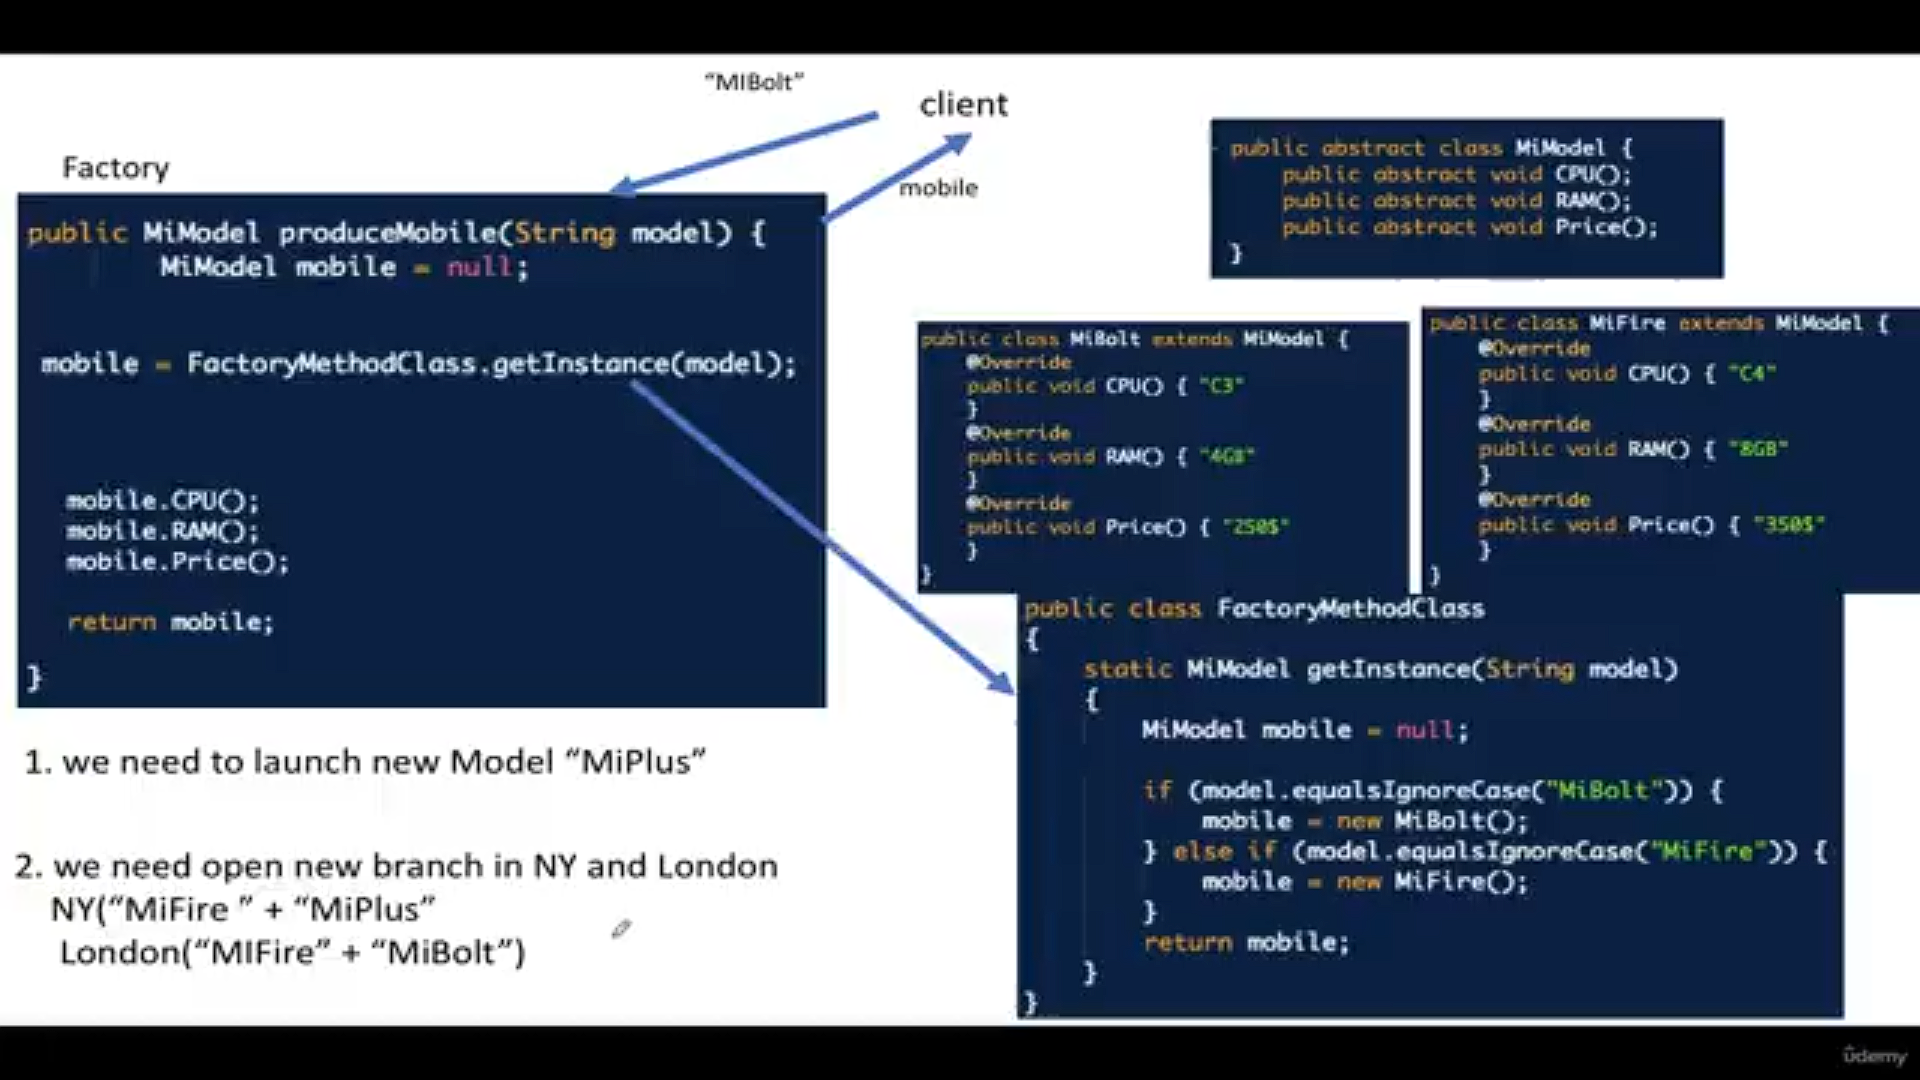 "MIBolt"
client
mobile
Factory
public MiModel produceMobile(String model) {
MiModel mobile = null;
mobile = FactoryMethodClass.getInstance(model);
mobile.CPU();
mobile.RAM();
mobile.Price();
return mobile;
}
public abstract class MiModel {
public abstract void CPU();
public abstract void RAM();
public abstract void Price();
}
public class MiBolt extends MiModel {
@Override
public void CPU() { "C3"
}
@Override
public void RAM() { "4GB"
}
@Override
public void Price() { "250$"
}
}
public class MiFire extends MiModel {
@Override
public void CPU() { "C4"
}
@Override
public void RAM() { "8GB"
}
@Override
public void Price() { "350$"
}
}
public class FactoryMethodClass
{
static MiModel getInstance(String model)
{
MiModel mobile = null;
if (model.equalsIgnoreCase("MiBolt")) {
mobile = new MiBolt();
} else if (model.equalsIgnoreCase("MiFire")) {
mobile = new MiFire();
}
return mobile;
}
}
1. we need to launch new Model “MiPlus”
2. we need open new branch in NY and London
NY(“MiFire ” + “MiPlus”
London(“MIFire” + “MiBolt”)
ûdemy